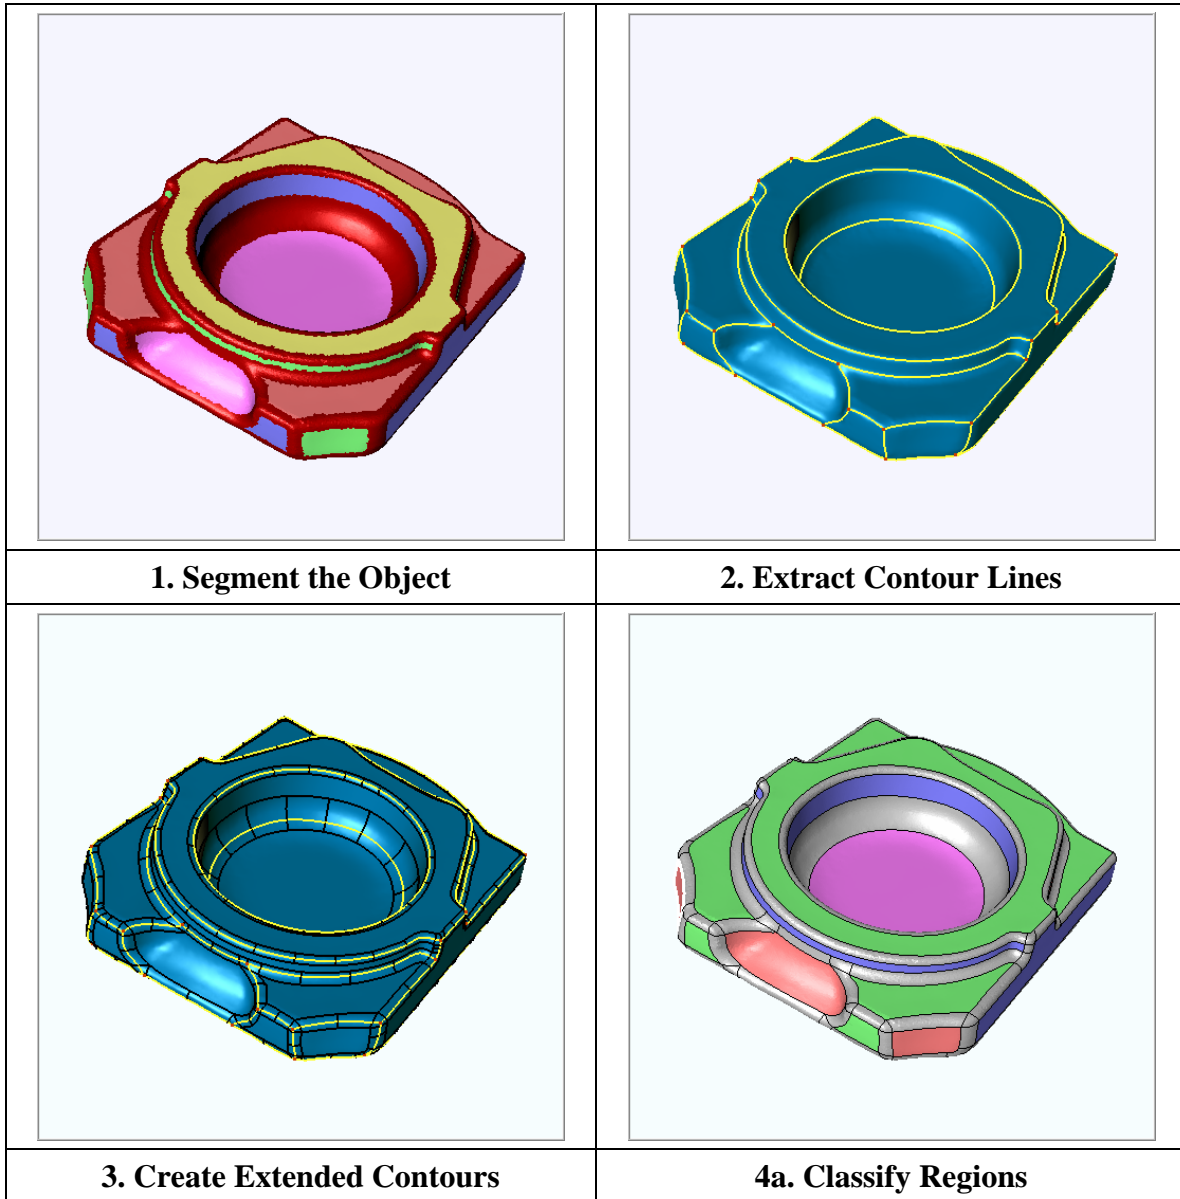 1. Segment the Object
2. Extract Contour Lines
3. Create Extended Contours
4a. Classify Regions